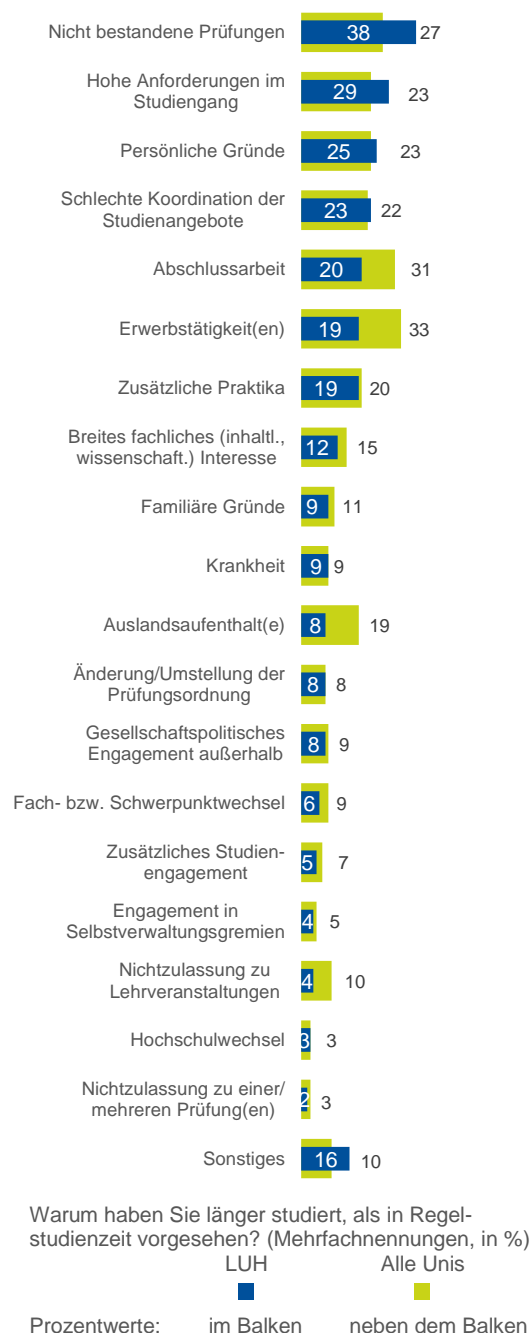 Nicht bestandene Prüfungen 38 27
Hohe Anforderungen im
Studiengang 29 23
Persönliche Gründe 25 23
Schlechte Koordination der
Studienangebote 23 22
Abschlussarbeit 20 31
Erwerbstätigkeit(en) 19 33
Zusätzliche Praktika 19 20
Breites fachliches (inhaltl.,
wissenschaft.) Interesse 12 15
Familiäre Gründe 9 11
Krankheit 9 9
Auslandsaufenthalt(e) 8 19
Änderung/Umstellung der
Prüfungsordnung 8 8
Gesellschaftspolitisches
Engagement außerhalb 8 9
Fach- bzw. Schwerpunktwechsel 6 9
Zusätzliches Studien-
engagement 5 7
Engagement in
Selbstverwaltungsgremien 4 5
Nichtzulassung zu
Lehrveranstaltungen 4 10
Hochschulwechsel 3 3
Nichtzulassung zu einer/
mehreren Prüfung(en) 2 3
Sonstiges 16 10
Warum haben Sie länger studiert, als in Regel-
studienzeit vorgesehen? (Mehrfachnennungen, in %)
LUH Alle Unis
Prozentwerte: im Balken neben dem Balken